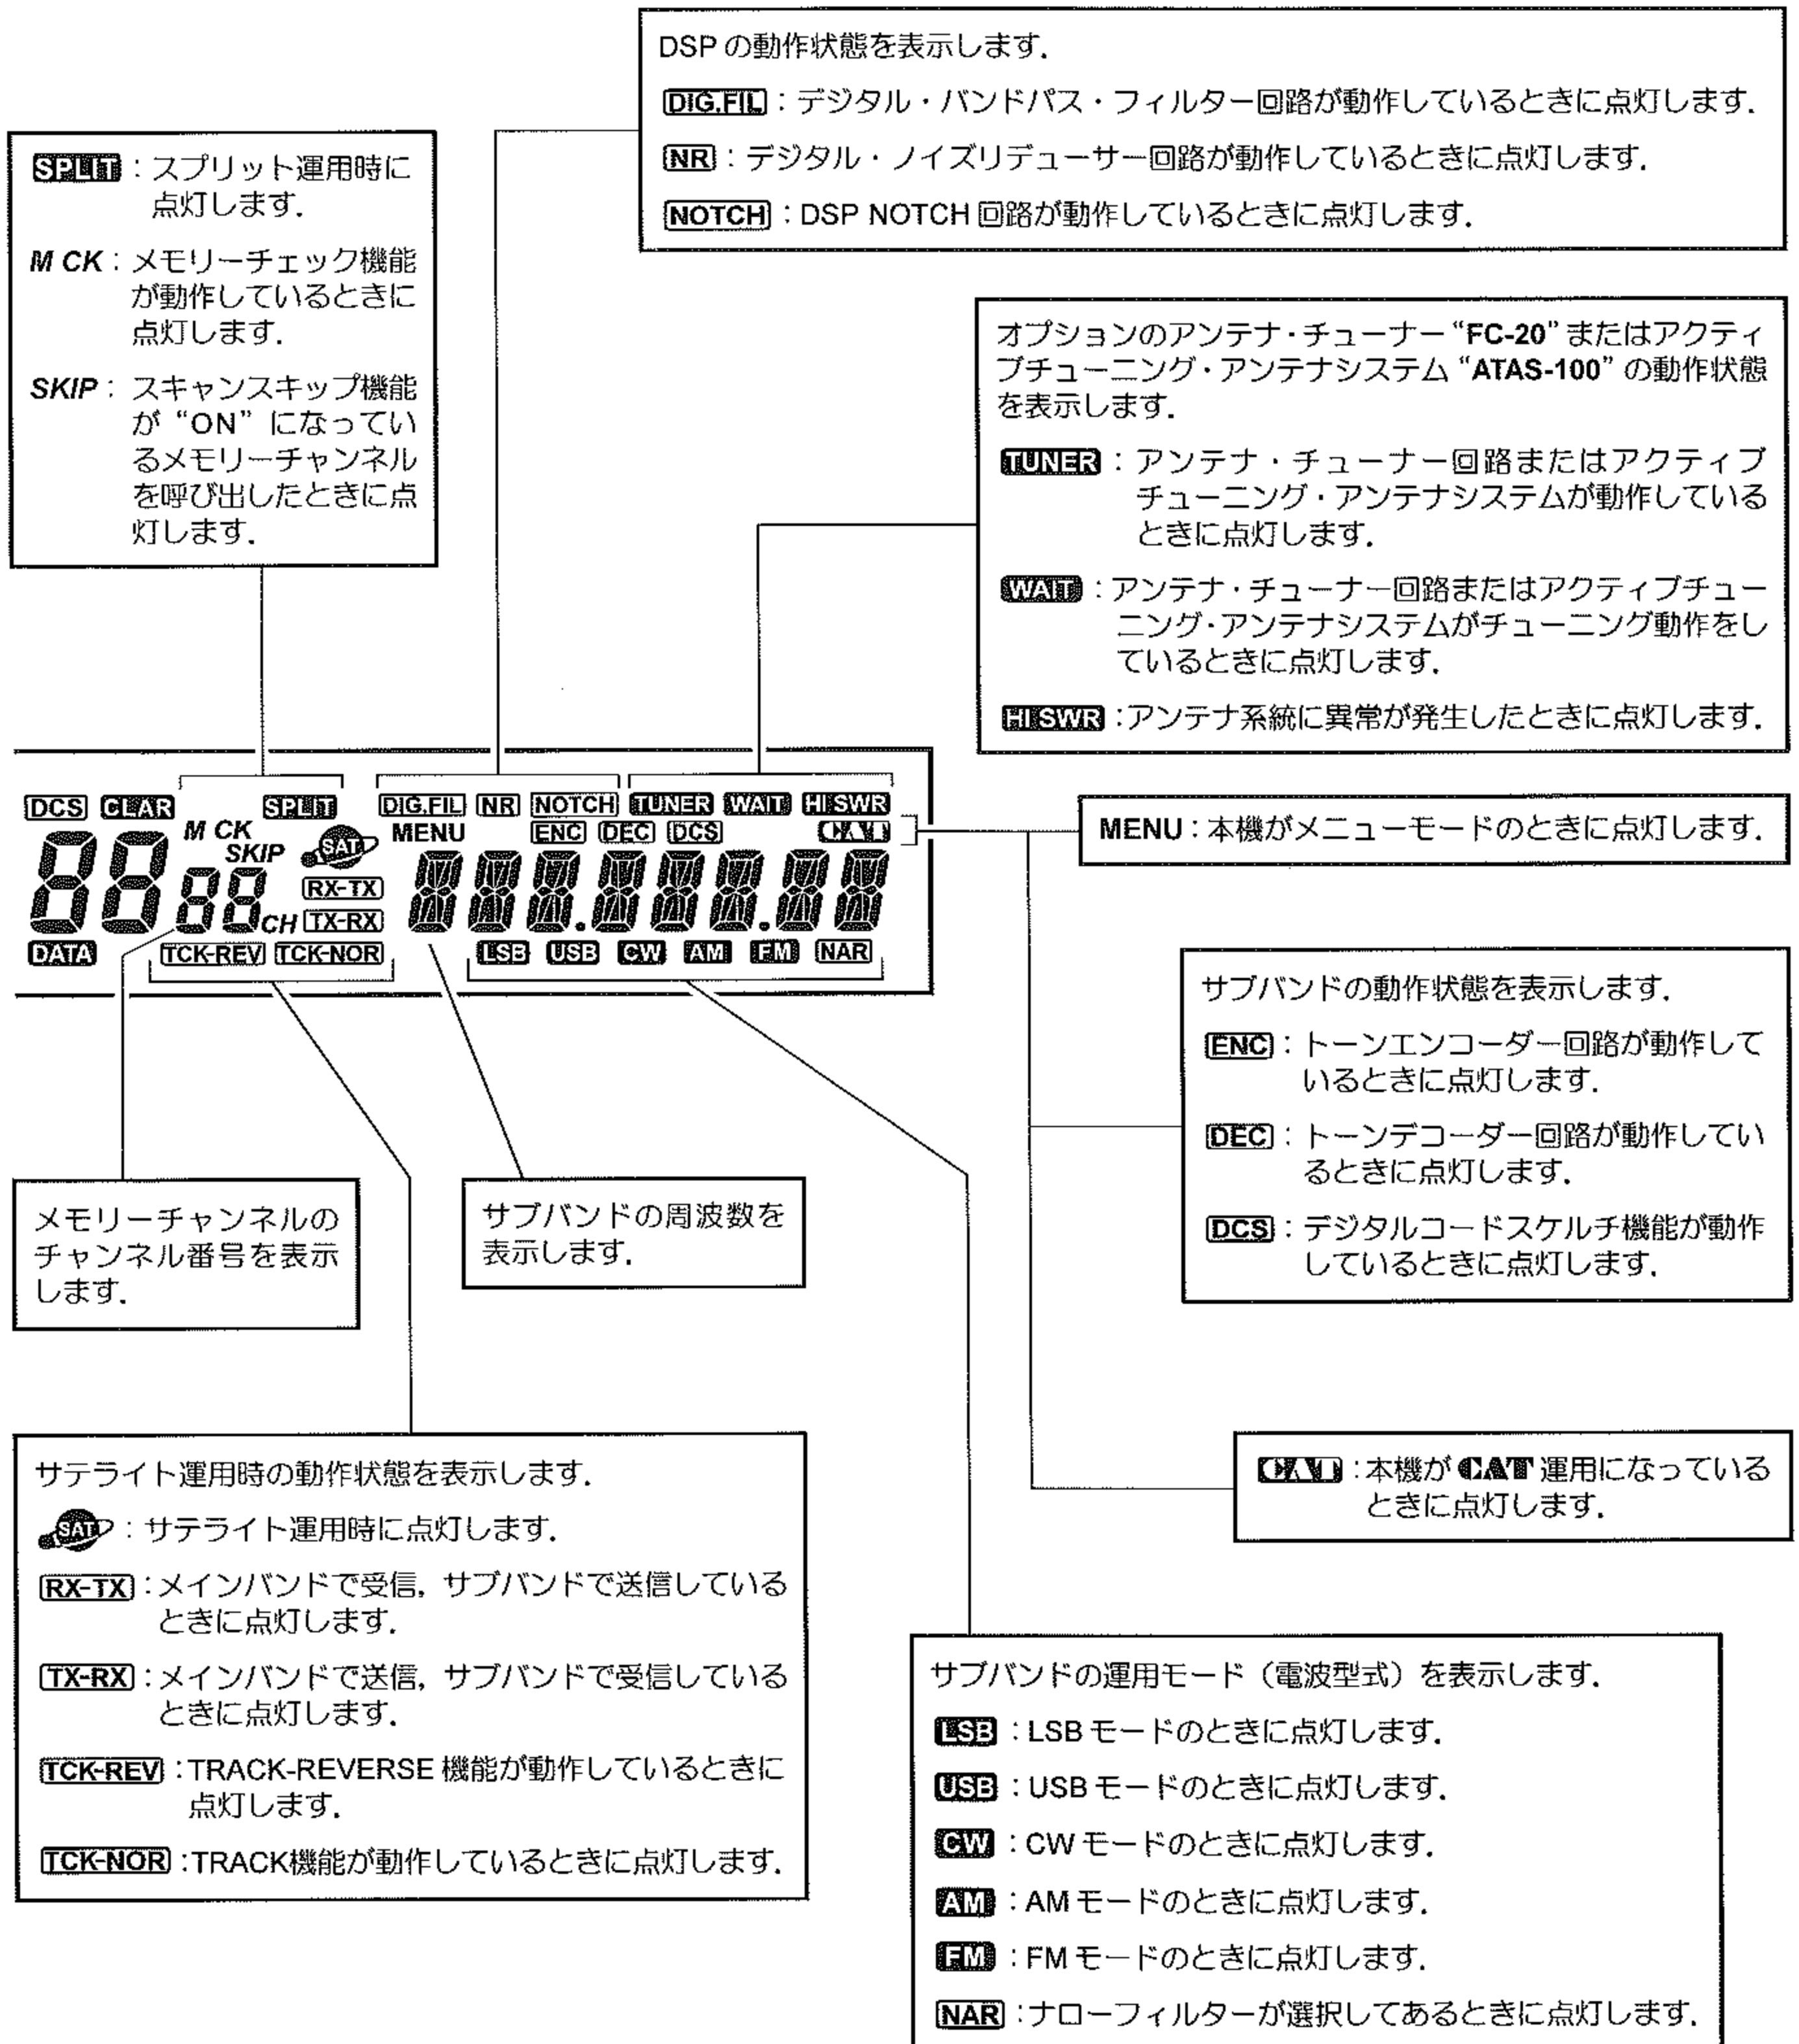 DSP の動作状態を表示します.
DIG.FIL：デジタル・バンドパス・フィルター回路が動作しているときに点灯します.
NR：デジタル・ノイズリデューサー回路が動作しているときに点灯します.
NOTCH：DSP NOTCH 回路が動作しているときに点灯します.
SPLIT：スプリット運用時に
点灯します.
M CK：メモリーチェック機能
が動作しているときに
点灯します.
SKIP：スキャンスキップ機能
が“ON”になってい
るメモリーチャンネル
を呼び出したときに点
灯します.
オプションのアンテナ・チューナー“FC-20”またはアクティ
ブチューニング・アンテナシステム“ATAS-100”の動作状態
を表示します.
TUNER：アンテナ・チューナー回路またはアクティブ
チューニング・アンテナシステムが動作している
ときに点灯します.
WAIT：アンテナ・チューナー回路またはアクティブチュー
ニング・アンテナシステムがチューニング動作をし
ているときに点灯します.
HI SWR：アンテナ系統に異常が発生したときに点灯します.
DCS CLAR SPLIT DIG.FIL NR NOTCH TUNER WAIT HI SWR
M CK MENU ENC DEC DCS CAT
SKIP SAT
88 88 RX-TX
CH TX-RX
DATA TCK-REV TCK-NOR LSB USB CW AM FM NAR
MENU：本機がメニューモードのときに点灯します.
サブバンドの動作状態を表示します.
ENC：トーンエンコーダー回路が動作して
いるときに点灯します.
DEC：トーンデコーダー回路が動作してい
るときに点灯します.
DCS：デジタルコードスケルチ機能が動作
しているときに点灯します.
メモリーチャンネルの
チャンネル番号を表示
します.
サブバンドの周波数を
表示します.
CAT：本機が CAT 運用になっている
ときに点灯します.
サテライト運用時の動作状態を表示します.
SAT：サテライト運用時に点灯します.
RX-TX：メインバンドで受信, サブバンドで送信している
ときに点灯します.
TX-RX：メインバンドで送信, サブバンドで受信している
ときに点灯します.
TCK-REV：TRACK-REVERSE 機能が動作しているときに
点灯します.
TCK-NOR：TRACK機能が動作しているときに点灯します.
サブバンドの運用モード（電波型式）を表示します.
LSB：LSB モードのときに点灯します.
USB：USB モードのときに点灯します.
CW：CW モードのときに点灯します.
AM：AM モードのときに点灯します.
FM：FM モードのときに点灯します.
NAR：ナローフィルターが選択してあるときに点灯します.